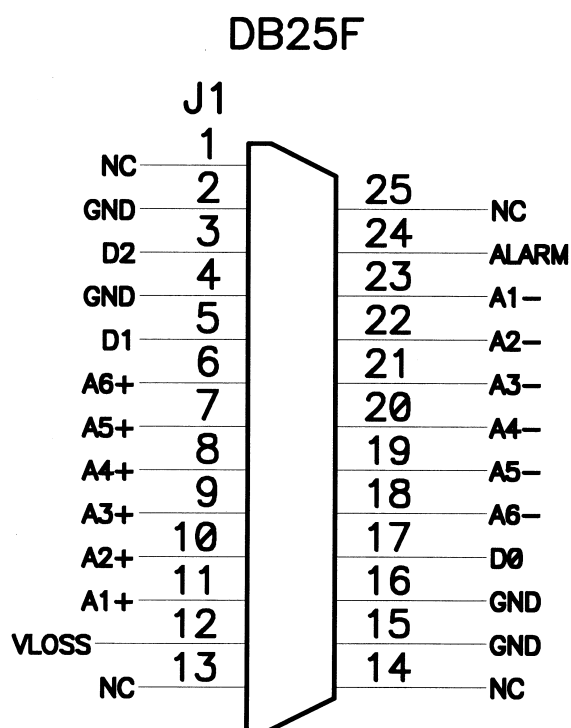 DB25F
J1
NC 1
GND 2
25 NC
D2 3
24 ALARM
GND 4
23 A1-
D1 5
22 A2-
A6+ 6
21 A3-
A5+ 7
20 A4-
A4+ 8
19 A5-
A3+ 9
18 A6-
A2+ 10
17 D0
A1+ 11
16 GND
VLOSS 12
15 GND
NC 13
14 NC